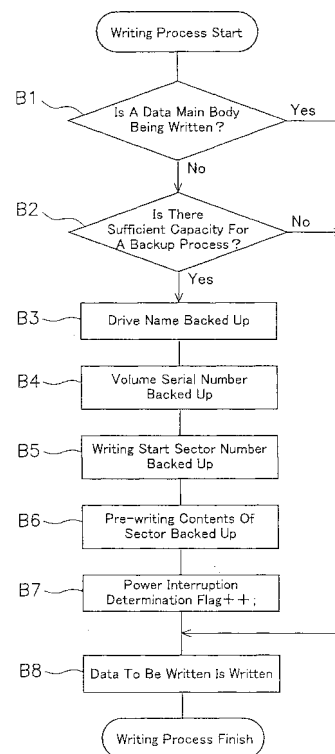 Writing Process Start
B1
Is A Data Main Body
Being Written?
Yes
No
B2
Is There
Sufficient Capacity For
A Backup Process?
No
Yes
B3
Drive Name Backed Up
B4
Volume Serial Number
Backed Up
B5
Writing Start Sector Number
Backed Up
B6
Pre-writing Contents Of
Sector Backed Up
B7
Power Interruption
Determination Flag++;
B8
Data To Be Written Is Written
Writing Process Finish